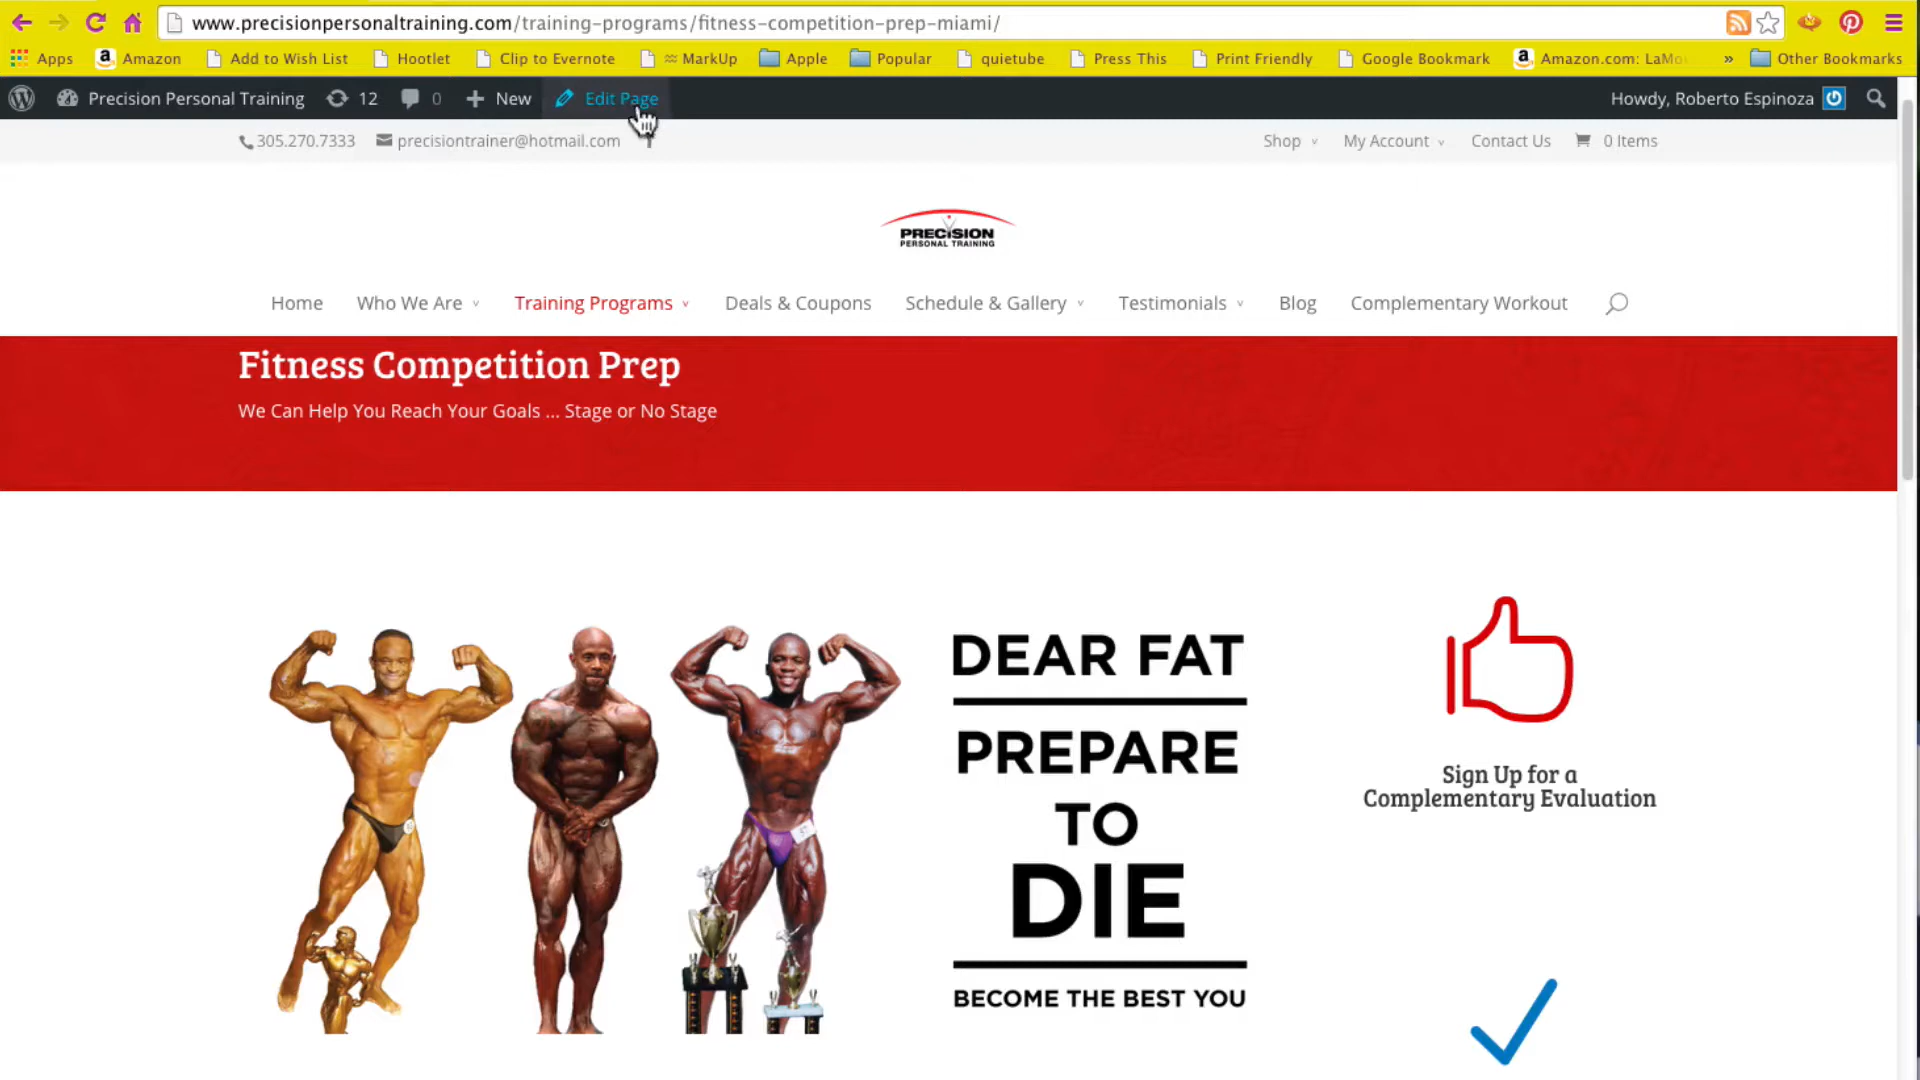 www.precisionpersonaltraining.com/training-programs/fitness-competition-prep-miami/
Apps Amazon Add to Wish List Hootlet Clip to Evernote ≈ MarkUp Apple Popular quietube Press This Print Friendly Google Bookmark Amazon.com: LaMo » Other Bookmarks
Precision Personal Training 12 0 New Edit Page Howdy, Roberto Espinoza
305.270.7333 precisiontrainer@hotmail.com Shop My Account Contact Us 0 Items
PRECISION
PERSONAL TRAINING
Home Who We Are Training Programs Deals & Coupons Schedule & Gallery Testimonials Blog Complementary Workout
Fitness Competition Prep
We Can Help You Reach Your Goals ... Stage or No Stage
DEAR FAT
PREPARE
TO
DIE
BECOME THE BEST YOU
Sign Up for a
Complementary Evaluation